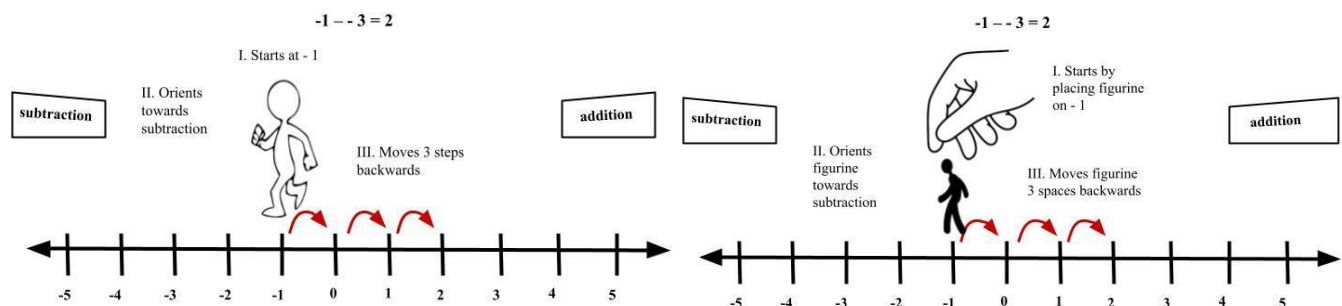 -1 – - 3 = 2
I. Starts at - 1
II. Orients
towards
subtraction
subtraction
addition
III. Moves 3 steps
backwards
-5 -4 -3 -2 -1 0 1 2 3 4 5
-1 – - 3 = 2
I. Starts by
placing figurine
on - 1
subtraction
addition
II. Orients
figurine
towards
subtraction
III. Moves figurine
3 spaces backwards
-5 -4 -3 -2 -1 0 1 2 3 4 5